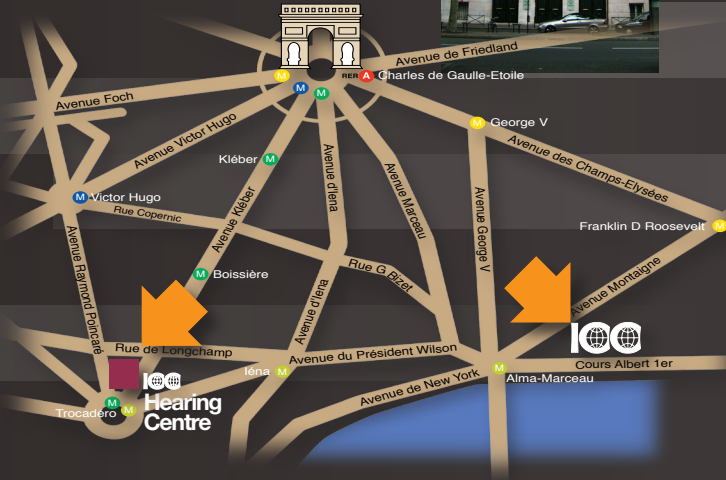 Avenue de Friedland
M
RER A Charles de Gaulle-Etoile
M
M
Avenue Foch
Avenue Victor Hugo
M George V
Avenue des Champs-Elysées
Kléber M
Avenue d'Iena
Avenue Marceau
M Victor Hugo
Rue Copernic
Avenue Kléber
Avenue George V
Franklin D Roosevelt M
Avenue Raymond Poincaré
M Boissière
Rue G Bizet
Avenue d'Iena
Avenue Montaigne
ICC
Rue de Longchamp
Avenue du Président Wilson
Cours Albert 1er
Iéna M
M
Alma-Marceau
ICC
Hearing
Centre
Avenue de New York
Trocadéro M M